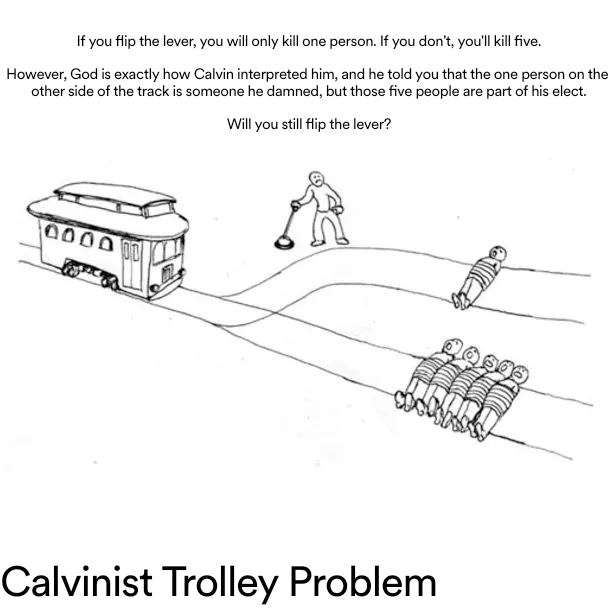 If you flip the lever, you will only kill one person. If you don't, you'll kill five.
However, God is exactly how Calvin interpreted him, and he told you that the one person on the
other side of the track is someone he damned, but those five people are part of his elect.
Will you still flip the lever?
Calvinist Trolley Problem